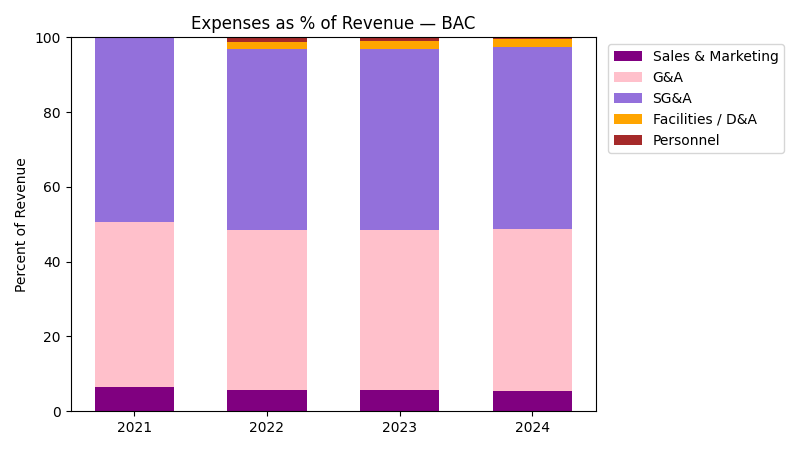 Expenses as % of Revenue — BAC
Percent of Revenue
100
80
60
40
20
0
2021 2022 2023 2024
Sales & Marketing
G&A
SG&A
Facilities / D&A
Personnel